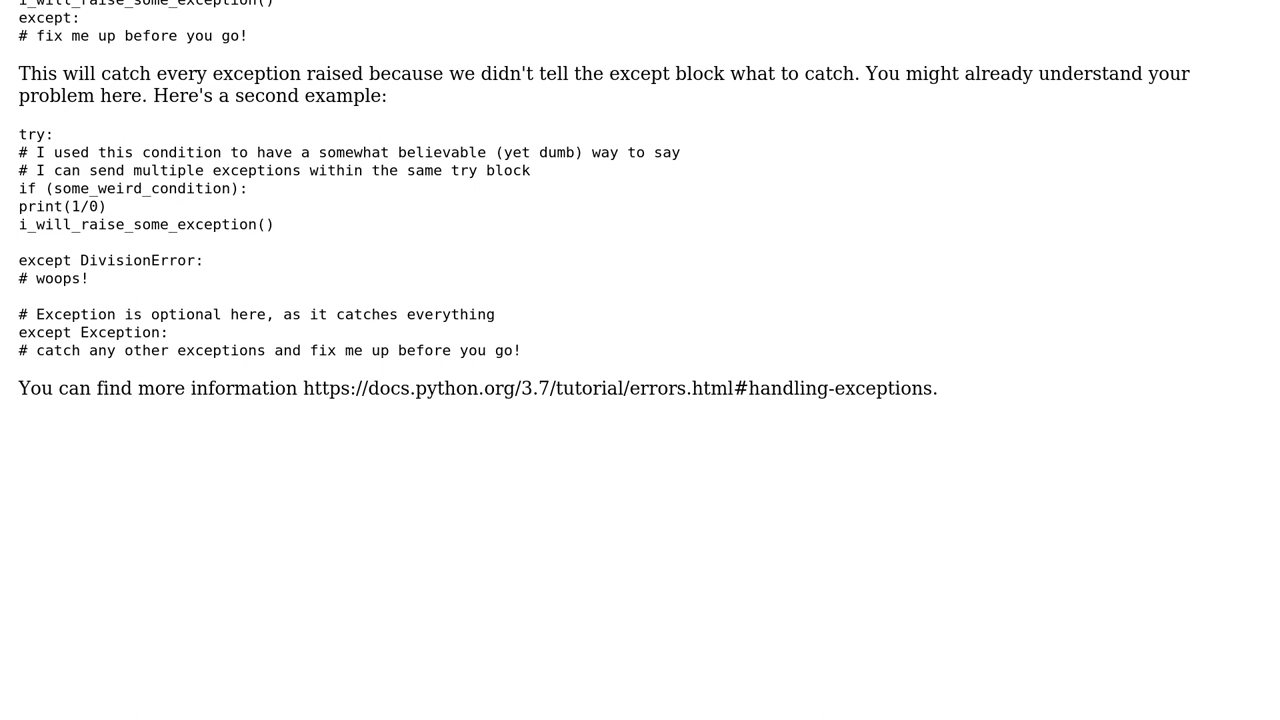 i_will_raise_some_exception()
except:
# fix me up before you go!
This will catch every exception raised because we didn't tell the except block what to catch. You might already understand your
problem here. Here's a second example:
try:
# I used this condition to have a somewhat believable (yet dumb) way to say
# I can send multiple exceptions within the same try block
if (some_weird_condition):
print(1/0)
i_will_raise_some_exception()
except DivisionError:
# woops!
# Exception is optional here, as it catches everything
except Exception:
# catch any other exceptions and fix me up before you go!
You can find more information https://docs.python.org/3.7/tutorial/errors.html#handling-exceptions.